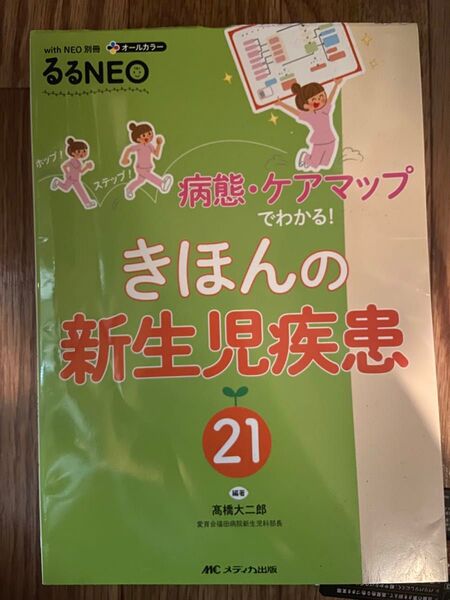 with NEO 別冊 オールカラー
るるNEO
ホップ!
ステップ!
病態・ケアマップ
でわかる!
きほんの
新生児疾患
21
編著
髙橋大二郎
愛育会福田病院新生児科部長
MC メディカ出版